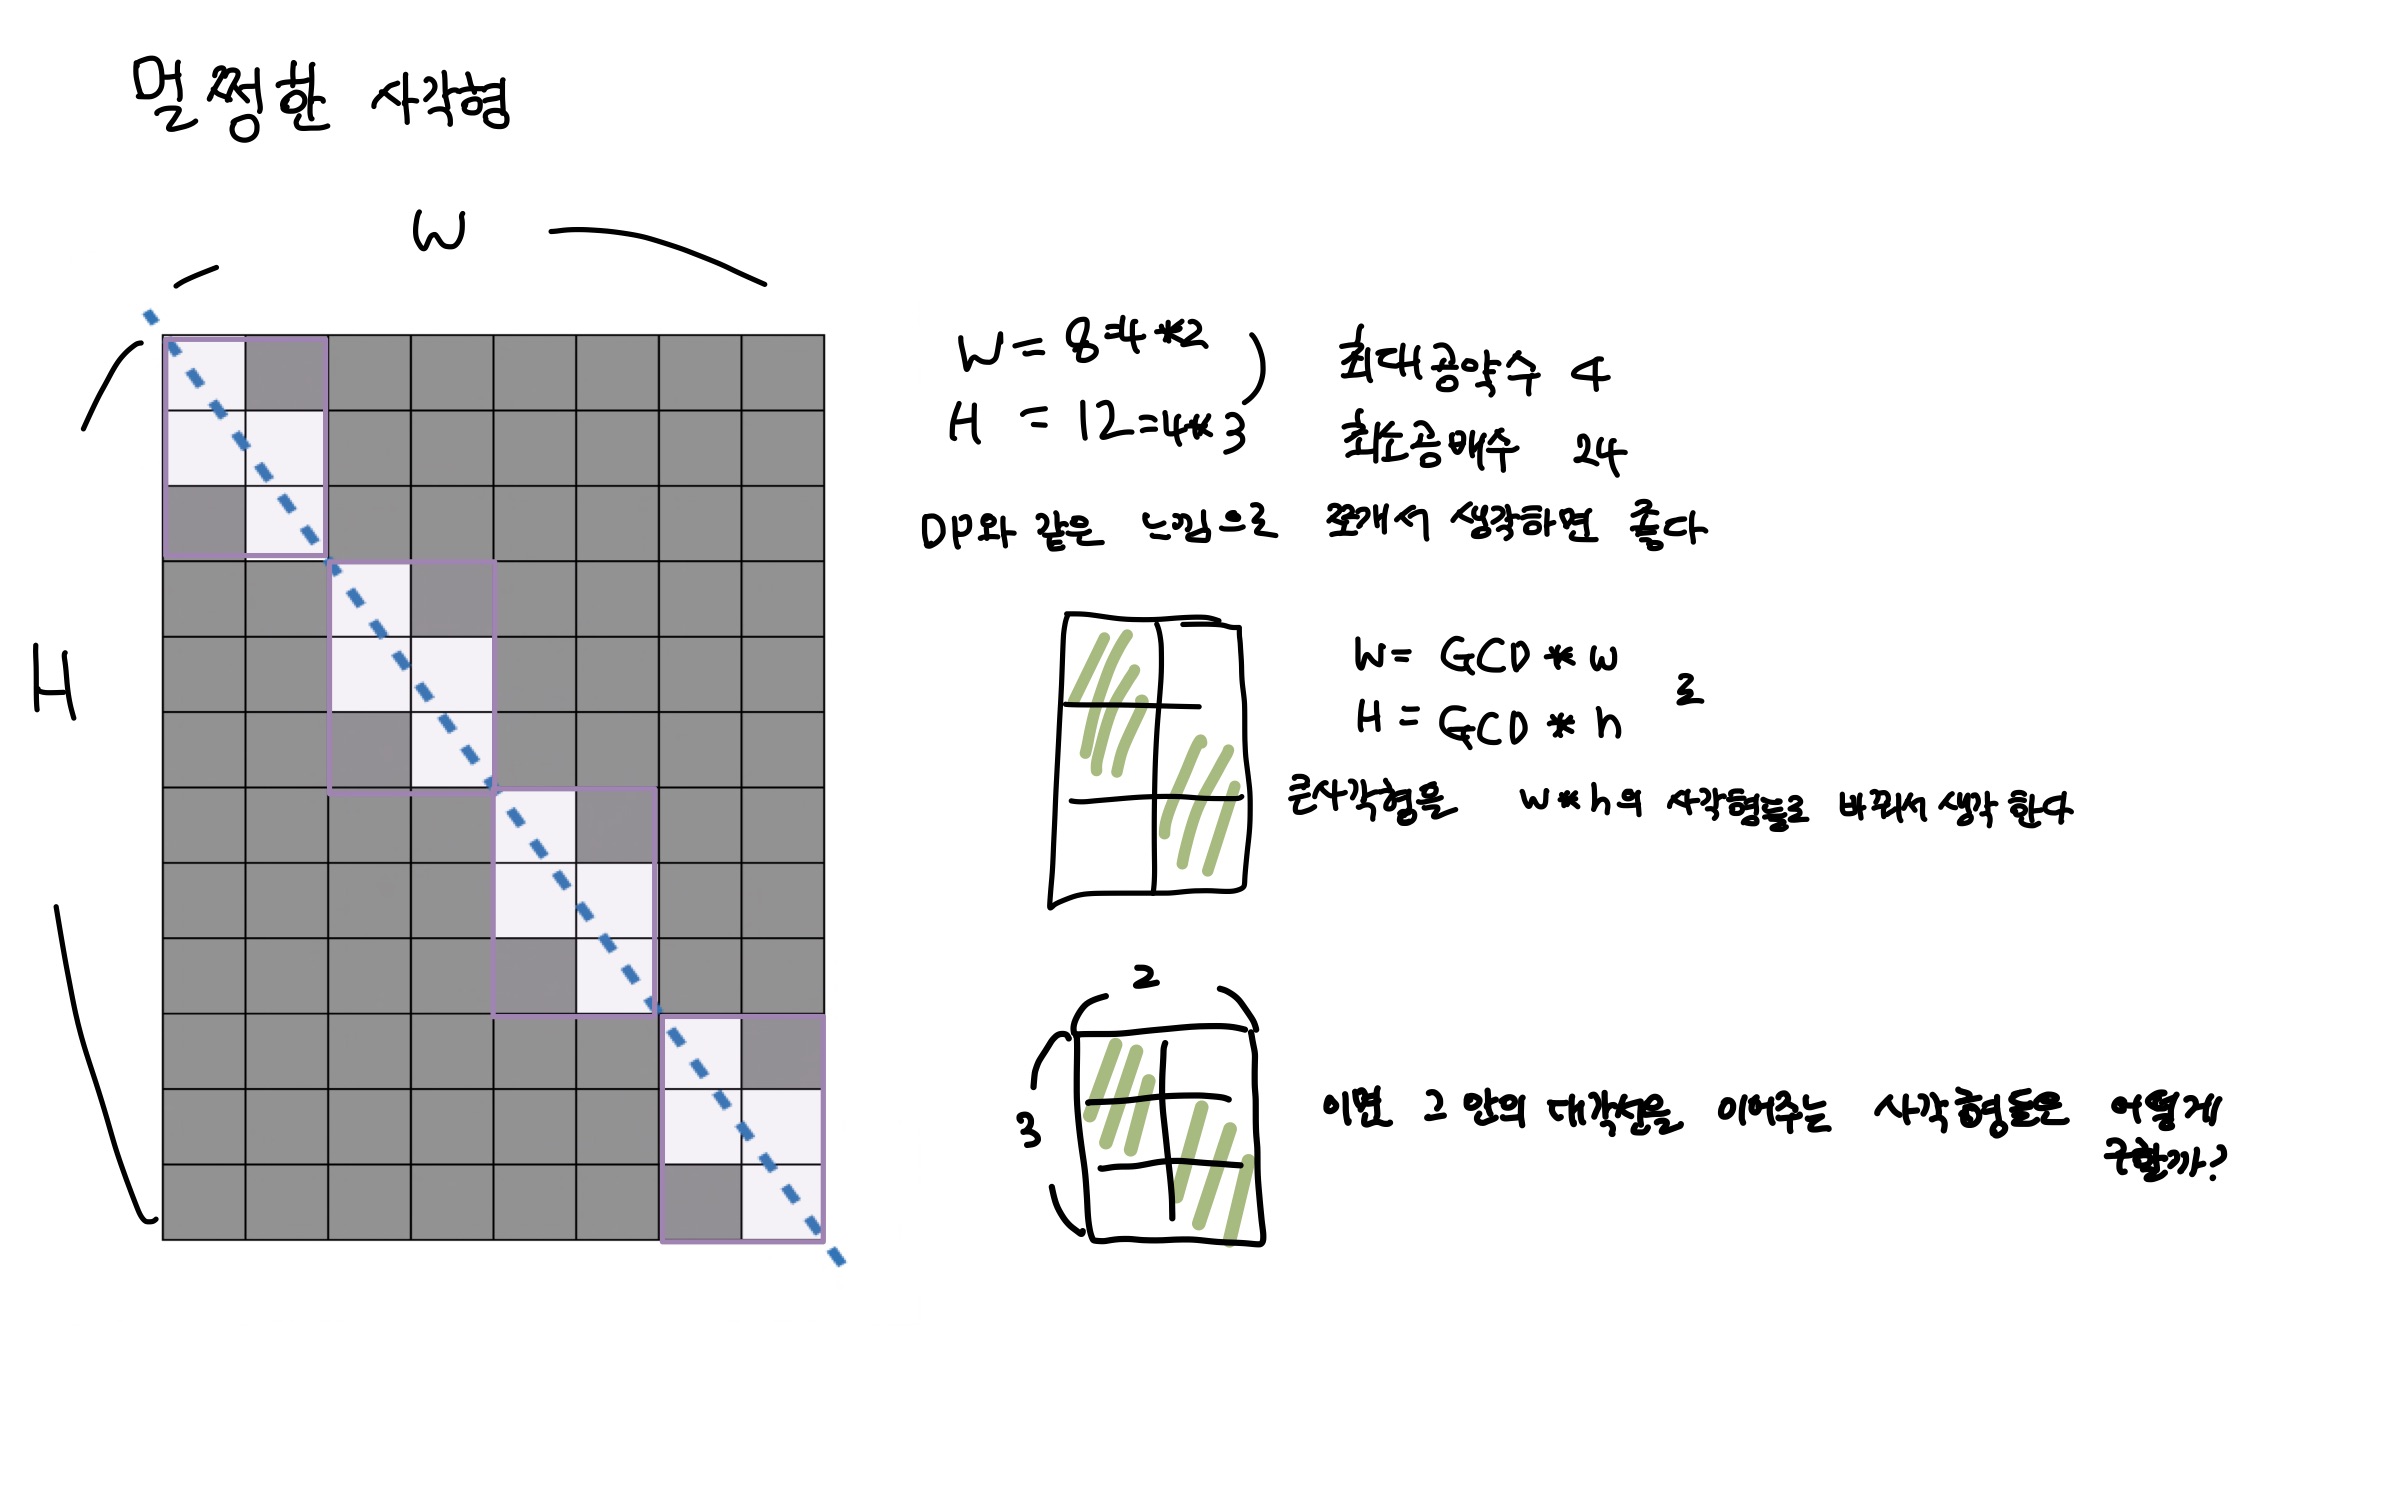 멀쩡한 사각형
W
H
W = 8 = 4 * 2
H = 12 = 4 * 3
최대공약수 4
최소공배수 24
DP와 같은 느낌으로 쪼개서 생각하면 좋다
W = GCD * w
H = GCD * h 로
큰사각형을 w * h의 사각형들로 바꿔서 생각한다
2
3
이면 그 안의 대각선을 이어주는 사각형들은 어떻게
구할까?